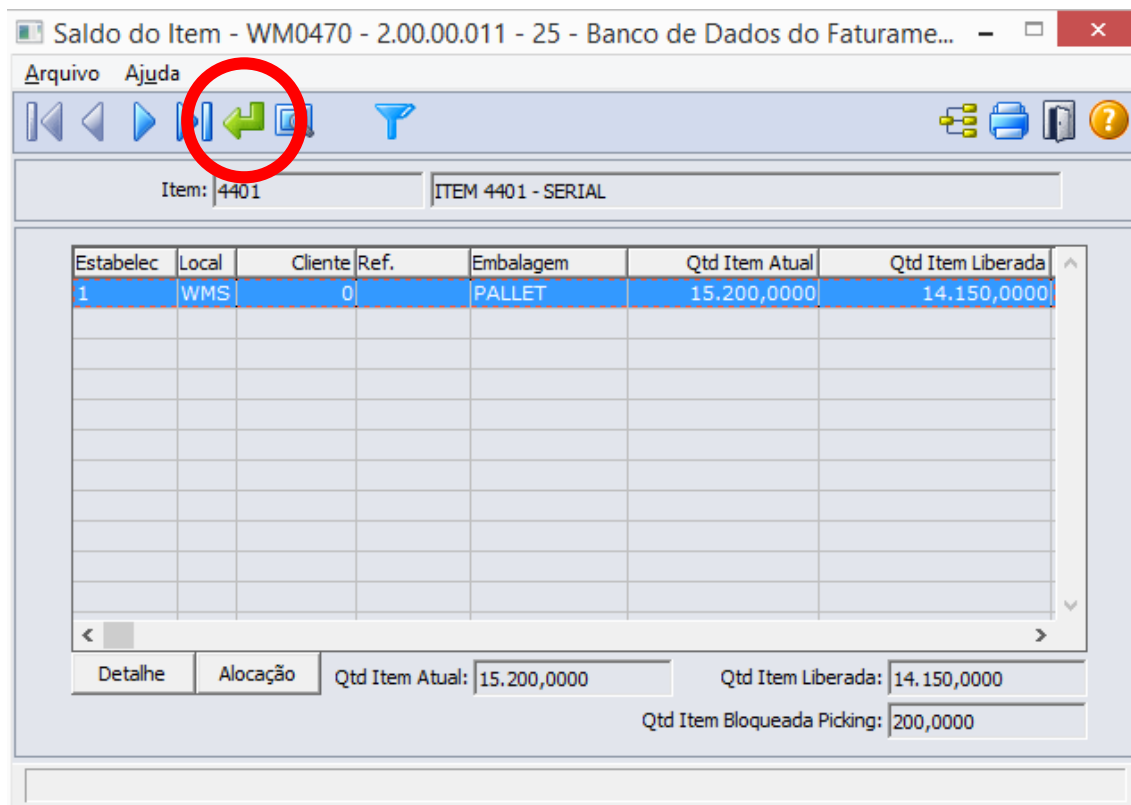 Saldo do Item - WM0470 - 2.00.00.011 - 25 - Banco de Dados do Faturame...
Arquivo Ajuda
Item: 4401 ITEM 4401 - SERIAL
Estabelec Local Cliente Ref. Embalagem Qtd Item Atual Qtd Item Liberada
1 WMS 0 PALLET 15.200,0000 14.150,0000
Detalhe Alocação Qtd Item Atual: 15.200,0000 Qtd Item Liberada: 14.150,0000
Qtd Item Bloqueada Picking: 200,0000